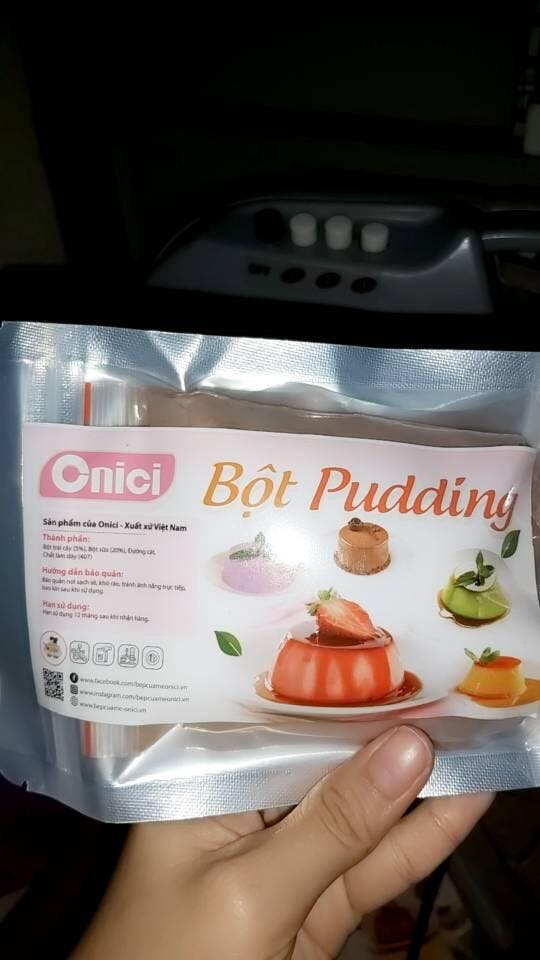 OFF
Onici
Bột Pudding
Sản phẩm của Onici - Xuất xứ Việt Nam
Thành phần:
Bột trái cây (5%), Bột sữa (20%), Đường cát,
Chất làm dày (407)
Hướng dẫn bảo quản:
Bảo quản nơi sạch sẽ, khô ráo, tránh ánh nắng trực tiếp,
kín sau khi sử dụng.
Hạn sử dụng:
Hạn sử dụng 12 tháng sau khi nhận hàng.
www.facebook.com/bepcuameonici.vn
www.instagram.com/bepcuameonici.vn
www.bepcuame-onici.vn